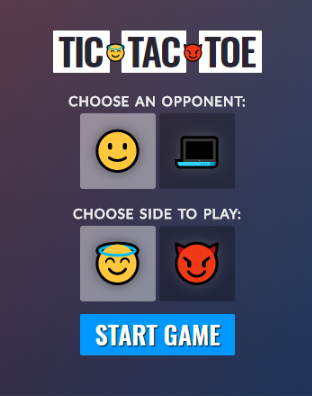 TIC TAC TOE
CHOOSE AN OPPONENT:
CHOOSE SIDE TO PLAY:
START GAME